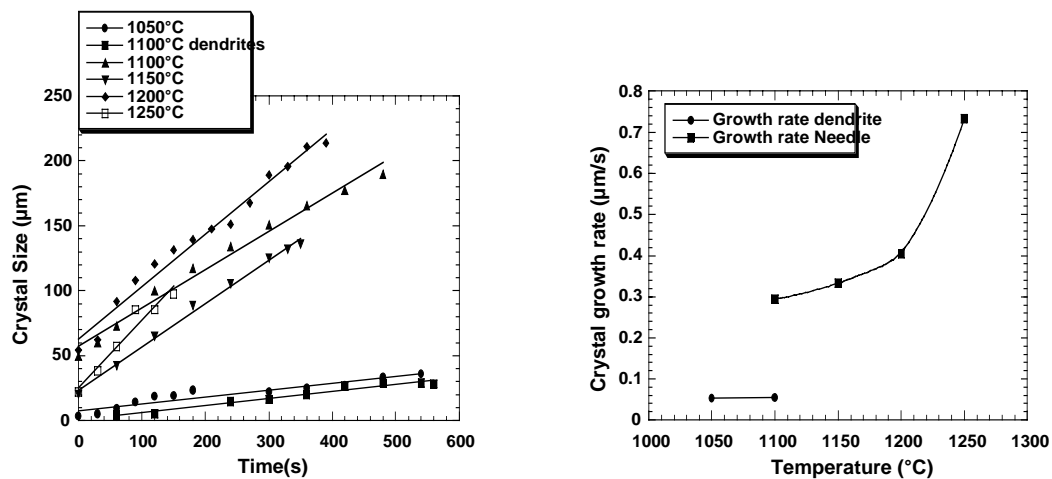 1050°C
1100°C dendrites
1100°C
1150°C
1200°C
1250°C
250
200
150
100
50
0
0 100 200 300 400 500 600
Crystal Size (µm)
Time(s)
Growth rate dendrite
Growth rate Needle
0.8
0.7
0.6
0.5
0.4
0.3
0.2
0.1
0
1000 1050 1100 1150 1200 1250 1300
Crystal growth rate (µm/s)
Temperature (°C)